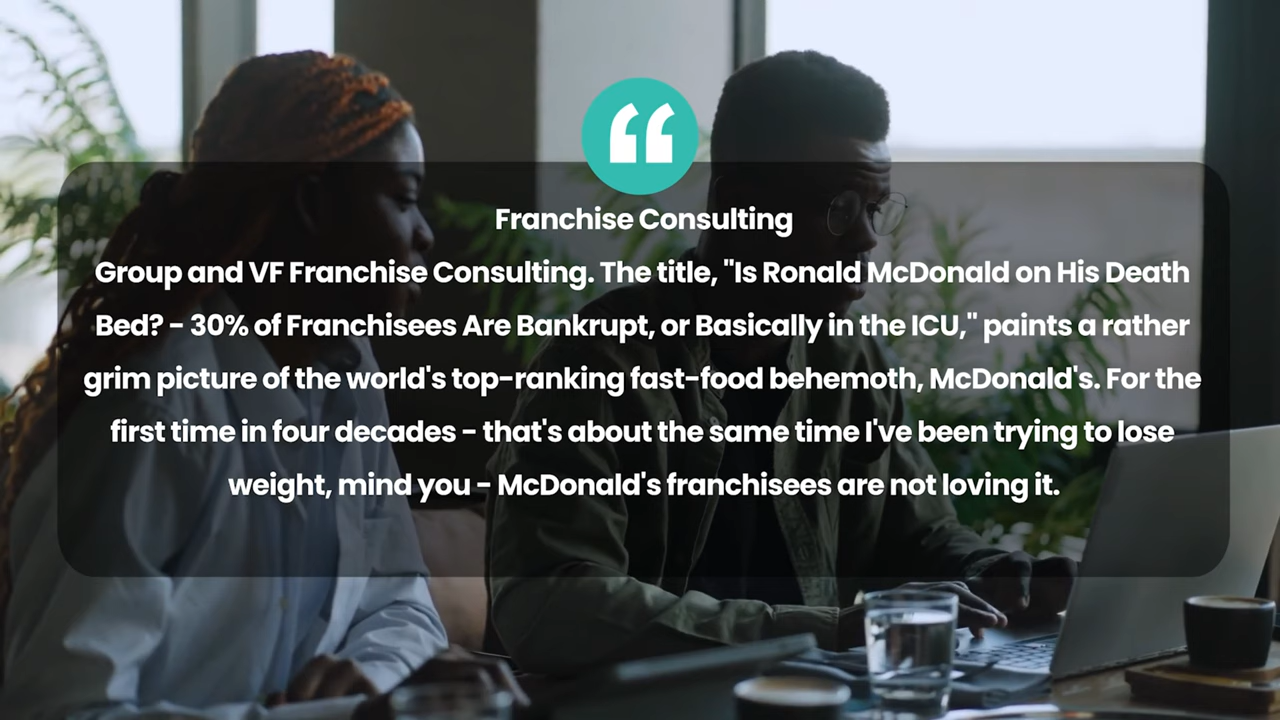 Franchise Consulting
Group and VF Franchise Consulting. The title, "Is Ronald McDonald on His Death
Bed? - 30% of Franchisees Are Bankrupt, or Basically in the ICU," paints a rather
grim picture of the world's top-ranking fast-food behemoth, McDonald's. For the
first time in four decades - that's about the same time I've been trying to lose
weight, mind you - McDonald's franchisees are not loving it.